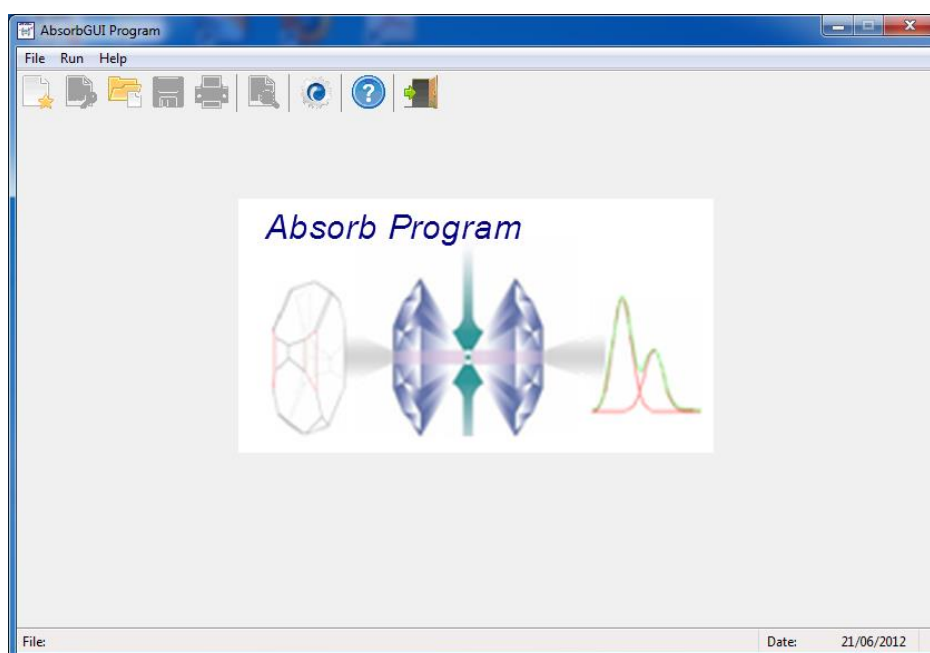 AbsorbGUI Program
File Run Help
?
Absorb Program
File: Date: 21/06/2012